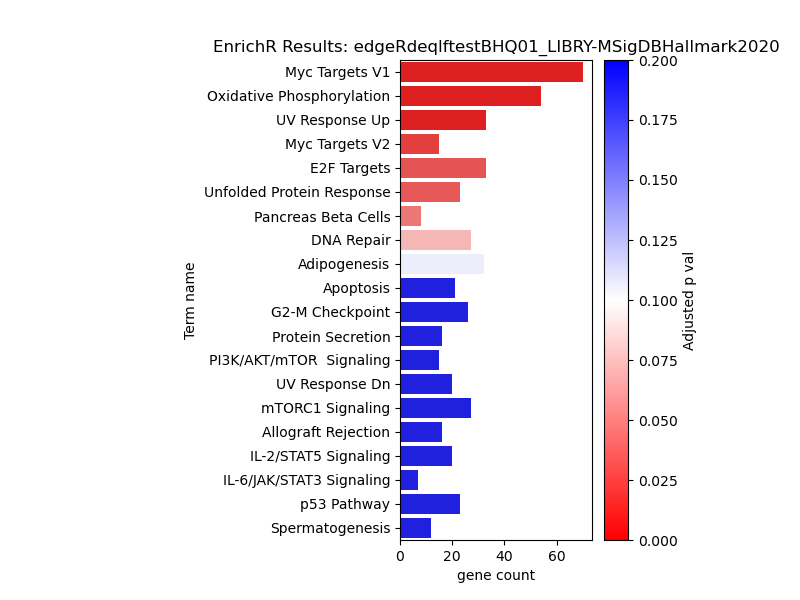 EnrichR Results: edgeRdeqlftestBHQ01_LIBRY-MSigDBHallmark2020
Myc Targets V1
Oxidative Phosphorylation
UV Response Up
Myc Targets V2
E2F Targets
Unfolded Protein Response
Pancreas Beta Cells
DNA Repair
Adipogenesis
Apoptosis
G2-M Checkpoint
Protein Secretion
PI3K/AKT/mTOR  Signaling
UV Response Dn
mTORC1 Signaling
Allograft Rejection
IL-2/STAT5 Signaling
IL-6/JAK/STAT3 Signaling
p53 Pathway
Spermatogenesis
Term name
0 20 40 60
gene count
0.200
0.175
0.150
0.125
0.100
0.075
0.050
0.025
0.000
Adjusted p val